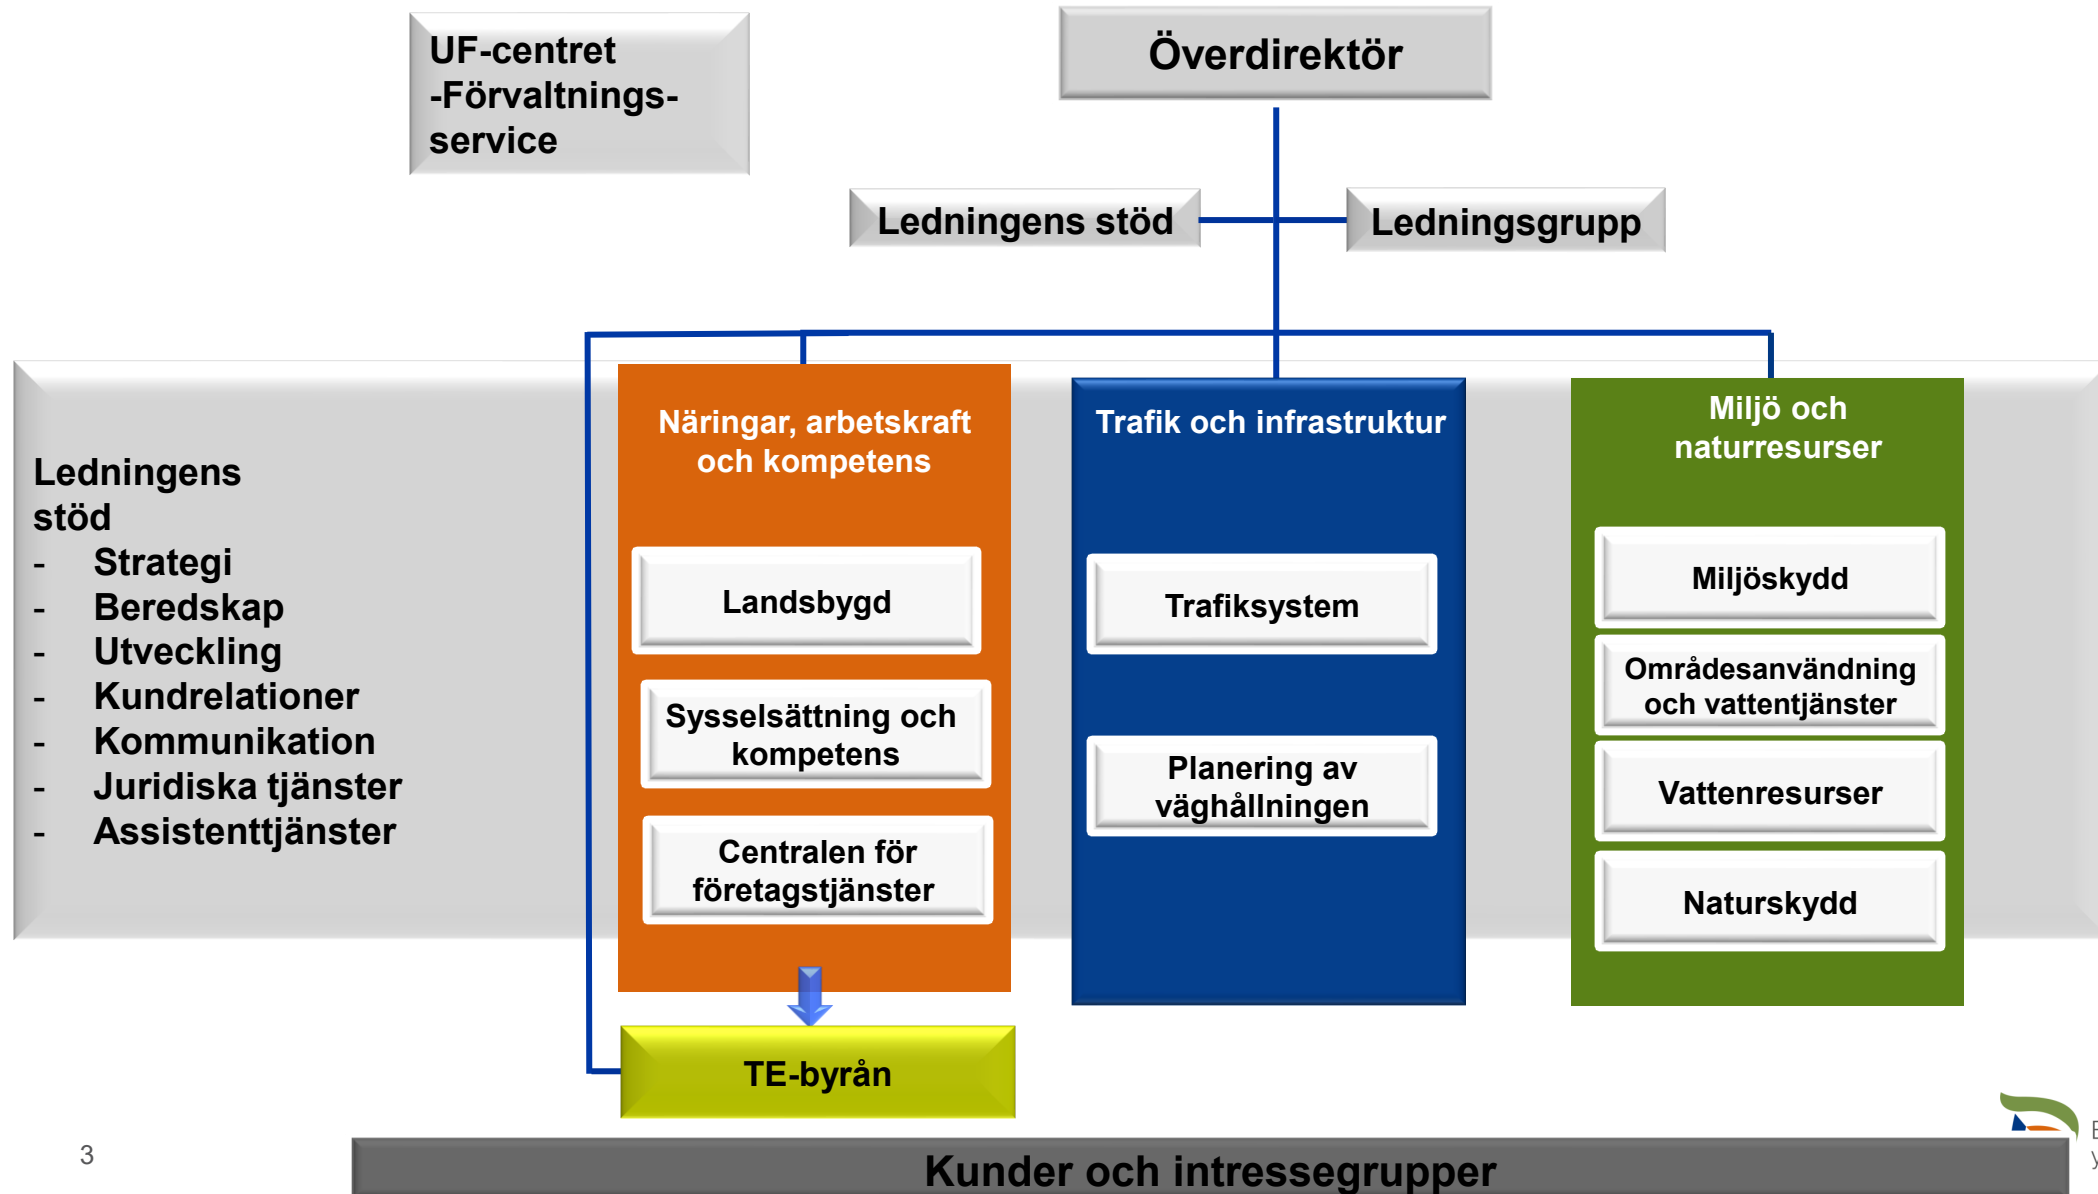 UF-centret
-Förvaltnings-
service
Överdirektör
Ledningens stöd
Ledningsgrupp
Ledningens
stöd
- Strategi
- Beredskap
- Utveckling
- Kundrelationer
- Kommunikation
- Juridiska tjänster
- Assistenttjänster
Näringar, arbetskraft
och kompetens
Landsbygd
Sysselsättning och
kompetens
Centralen för
företagstjänster
TE-byrån
Trafik och infrastruktur
Trafiksystem
Planering av
väghållningen
Miljö och
naturresurser
Miljöskydd
Områdesanvändning
och vattentjänster
Vattenresurser
Naturskydd
3
Kunder och intressegrupper